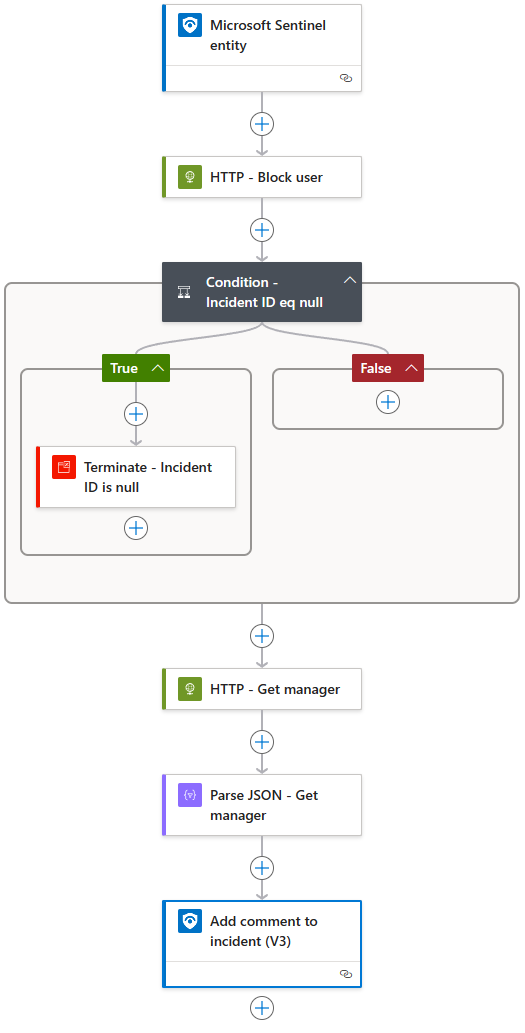 Microsoft Sentinel
entity
HTTP - Block user
Condition -
Incident ID eq null
True
False
Terminate - Incident
ID is null
HTTP - Get manager
Parse JSON - Get
manager
Add comment to
incident (V3)